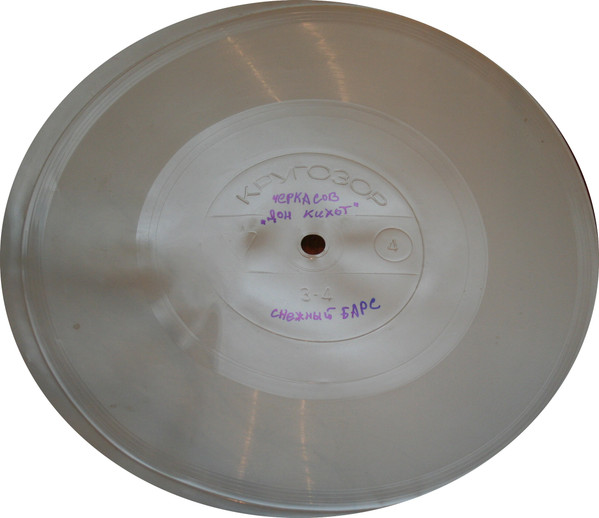 КРУГОЗОР
ЧЕРКАСОВ
„ДОН КИХОТ"
4
3-4
СНЕЖНЫЙ БАРС